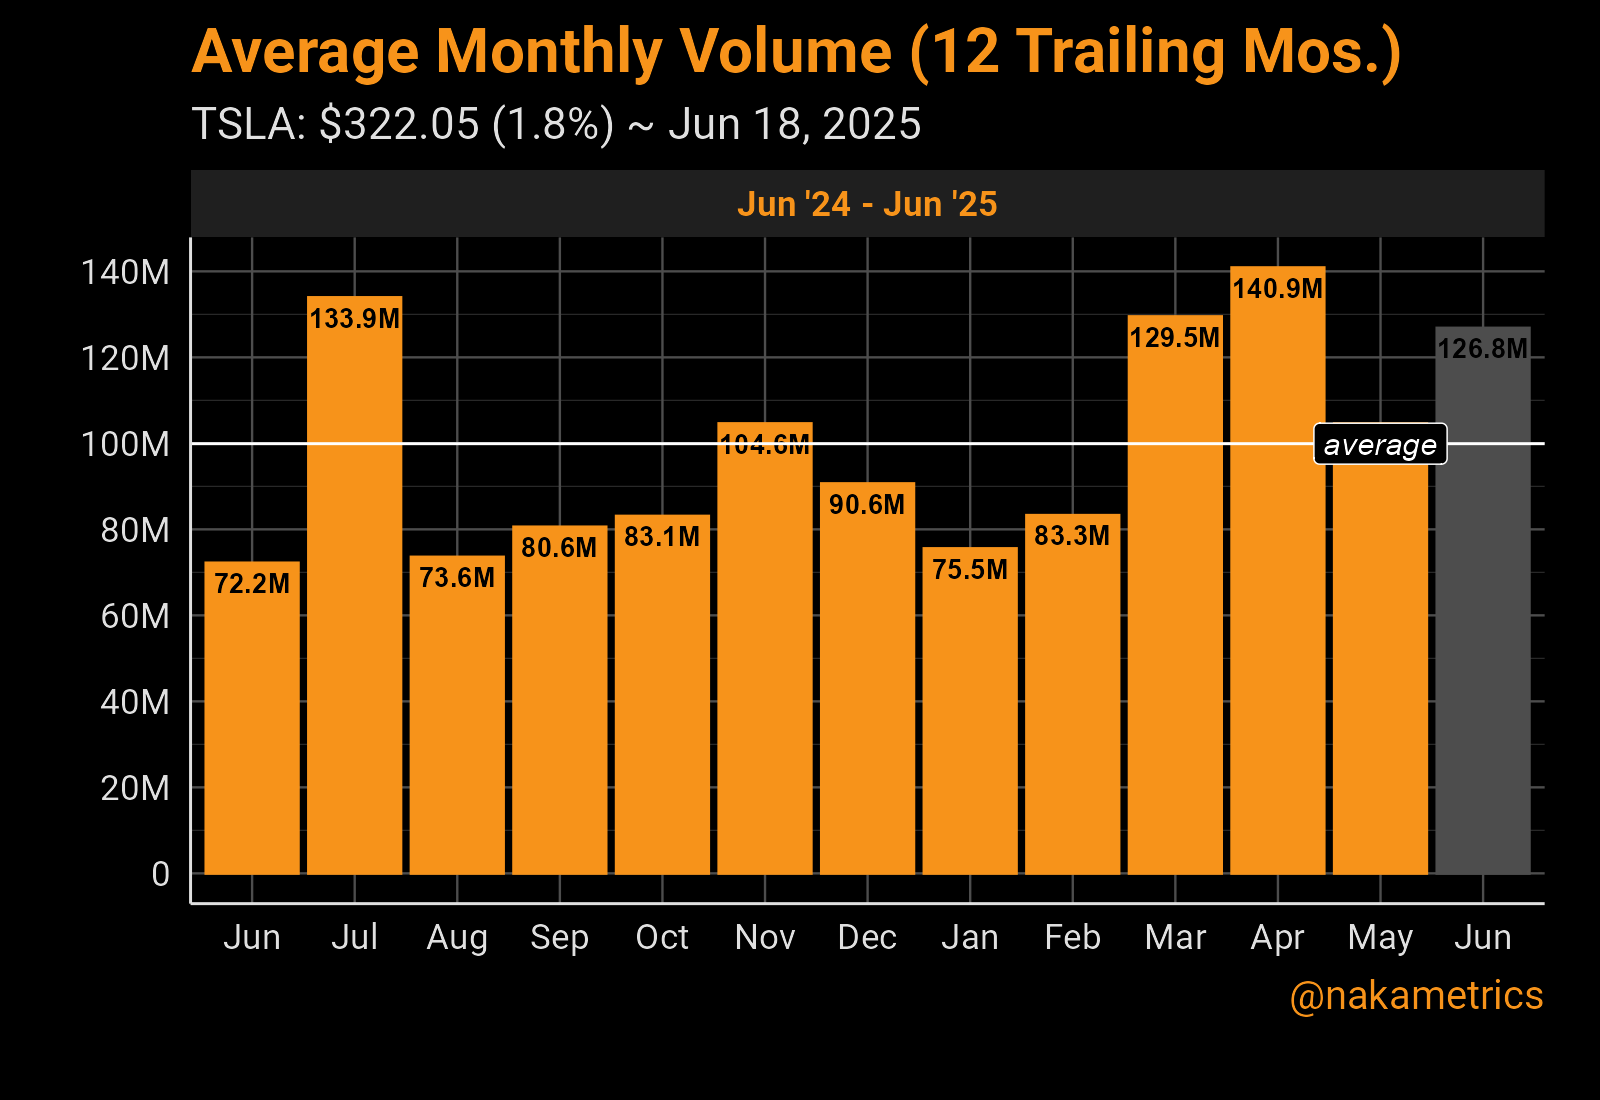 Average Monthly Volume (12 Trailing Mos.)
TSLA: $322.05 (1.8%) ~ Jun 18, 2025
Jun '24 - Jun '25
140M
120M
100M
80M
60M
40M
20M
0
72.2M
133.9M
73.6M
80.6M
83.1M
104.6M
90.6M
75.5M
83.3M
129.5M
140.9M
average
126.8M
Jun Jul Aug Sep Oct Nov Dec Jan Feb Mar Apr May Jun
@nakametrics